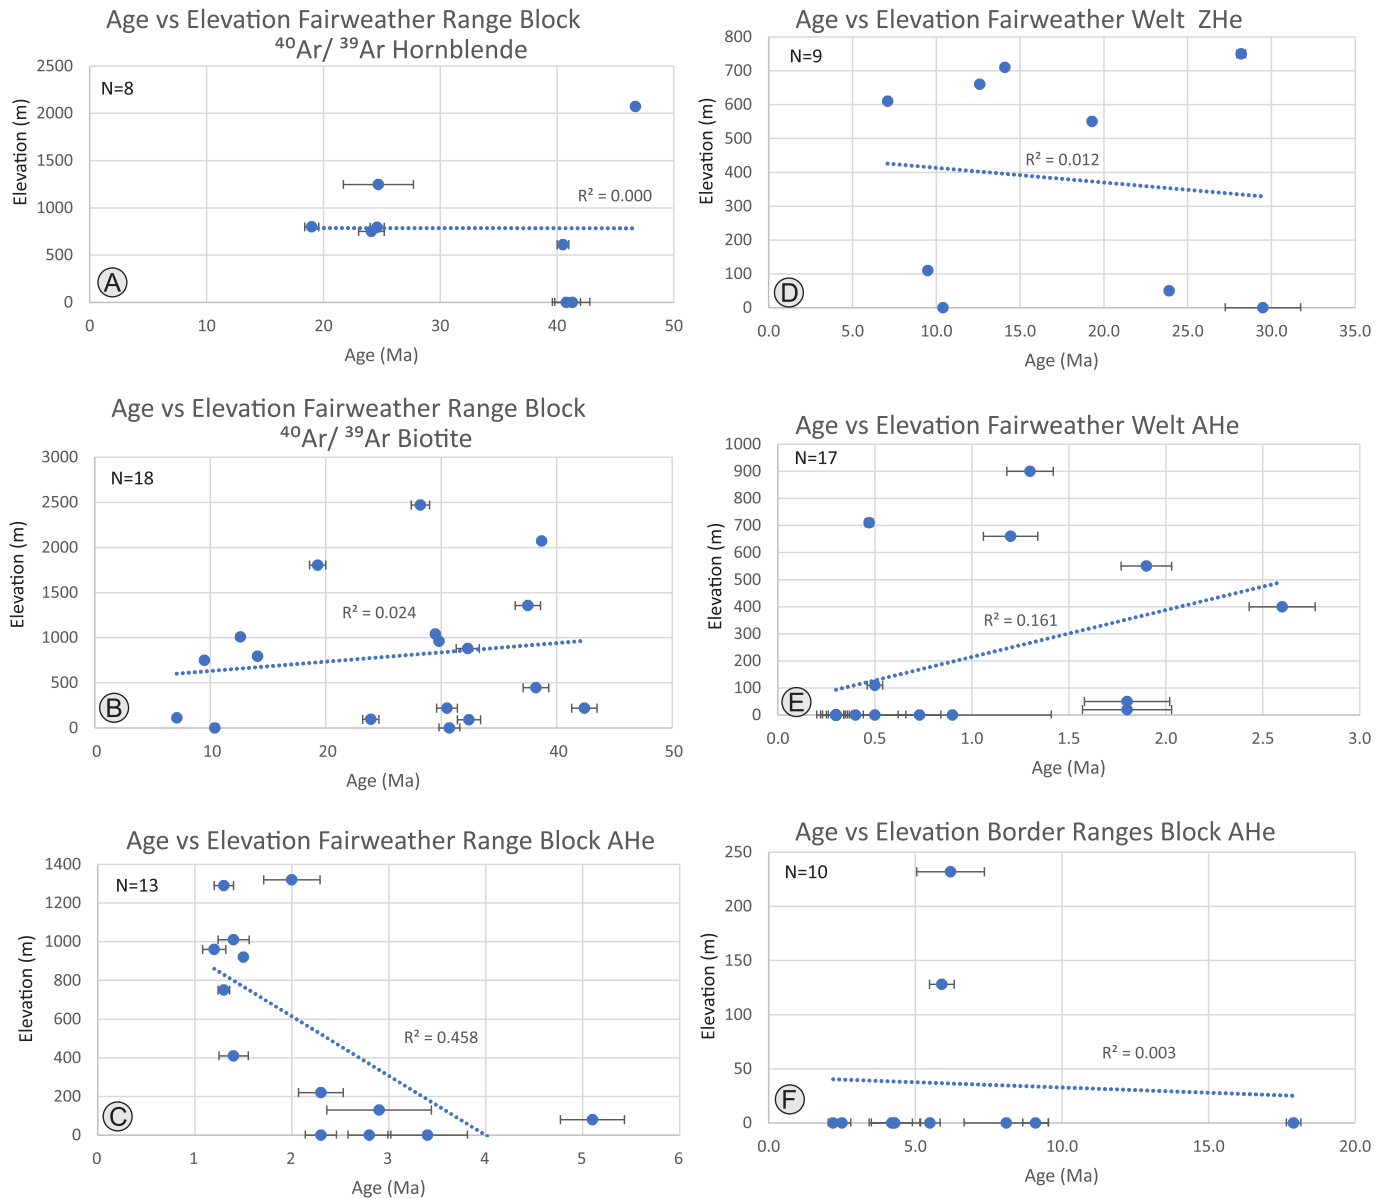 Age vs Elevation Fairweather Range Block
⁴⁰Ar/ ³⁹Ar Hornblende
2500
2000
1500
1000
500
0
Elevation (m)
N=8
R² = 0.000
A
0 10 20 30 40 50
Age (Ma)
Age vs Elevation Fairweather Welt ZHe
800
700
600
500
400
300
200
100
0
Elevation (m)
N=9
R² = 0.012
D
0.0 5.0 10.0 15.0 20.0 25.0 30.0 35.0
Age (Ma)
Age vs Elevation Fairweather Range Block
⁴⁰Ar/ ³⁹Ar Biotite
3000
2500
2000
1500
1000
500
0
Elevation (m)
N=18
R² = 0.024
B
0 10 20 30 40 50
Age (Ma)
Age vs Elevation Fairweather Welt AHe
1000
900
800
700
600
500
400
300
200
100
0
Elevation (m)
N=17
R² = 0.161
E
0.0 0.5 1.0 1.5 2.0 2.5 3.0
Age (Ma)
Age vs Elevation Fairweather Range Block AHe
1400
1200
1000
800
600
400
200
0
Elevation (m)
N=13
R² = 0.458
C
0 1 2 3 4 5 6
Age (Ma)
Age vs Elevation Border Ranges Block AHe
250
200
150
100
50
0
Elevation (m)
N=10
R² = 0.003
F
0.0 5.0 10.0 15.0 20.0
Age (Ma)